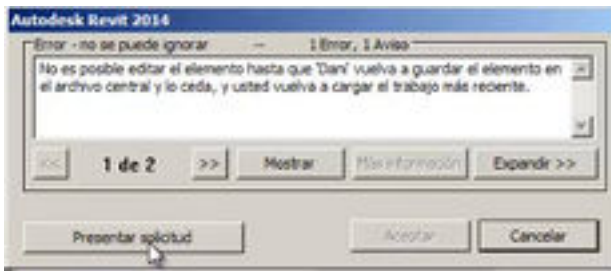 Autodesk Revit 2014
Error - no se puede ignorar -- 1 Error, 1 Aviso
No es posible editar el elemento hasta que 'Dani' vuelva a guardar el elemento en
el archivo central y lo ceda, y usted vuelva a cargar el trabajo más reciente.
<< 1 de 2 >> Mostrar Más información Expandir >>
Presentar solicitud Aceptar Cancelar